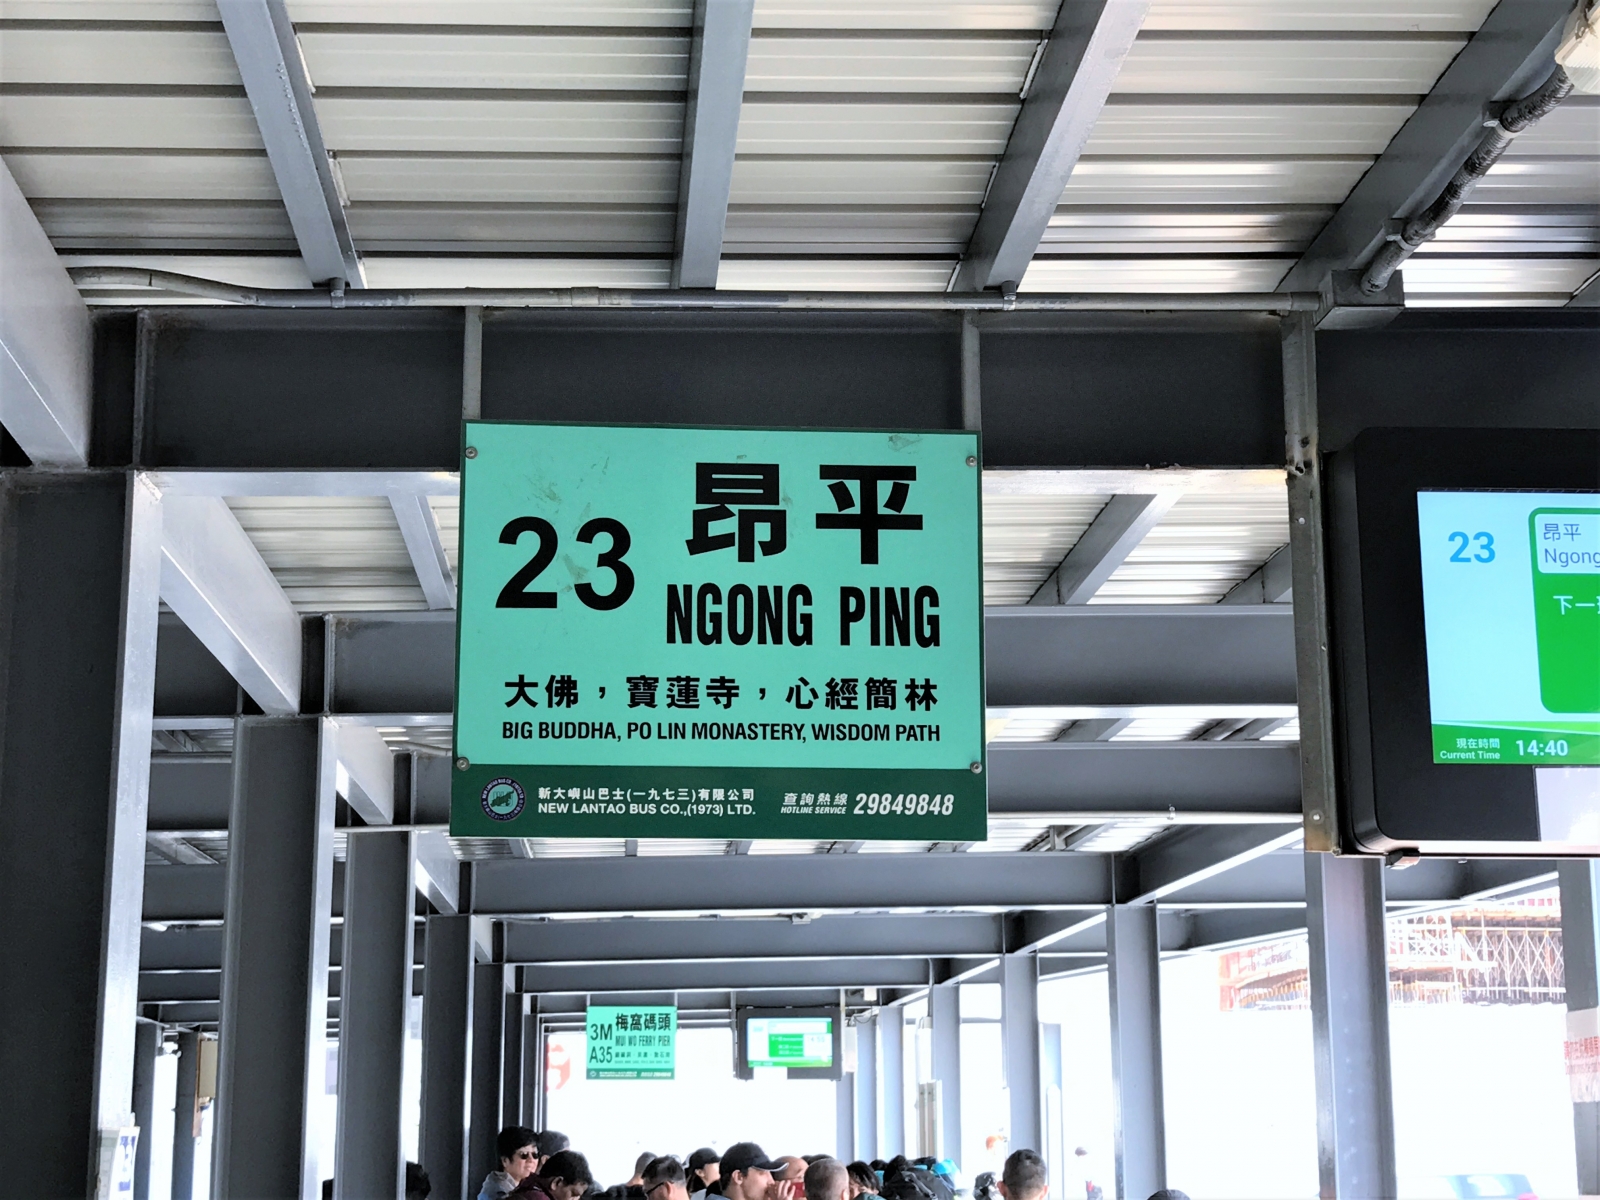 昂平
23
NGONG PING
大佛，寶蓮寺，心經簡林
BIG BUDDHA, PO LIN MONASTERY, WISDOM PATH
新大嶼山巴士(一九七三)有限公司
NEW LANTAO BUS CO.,(1973) LTD.
查詢熱線
HOTLINE SERVICE
29849848
23
昂平
Ngong
下一
現在時間
Current Time
14:40
3M
A35
梅窩碼頭
MUI WO FERRY PIER